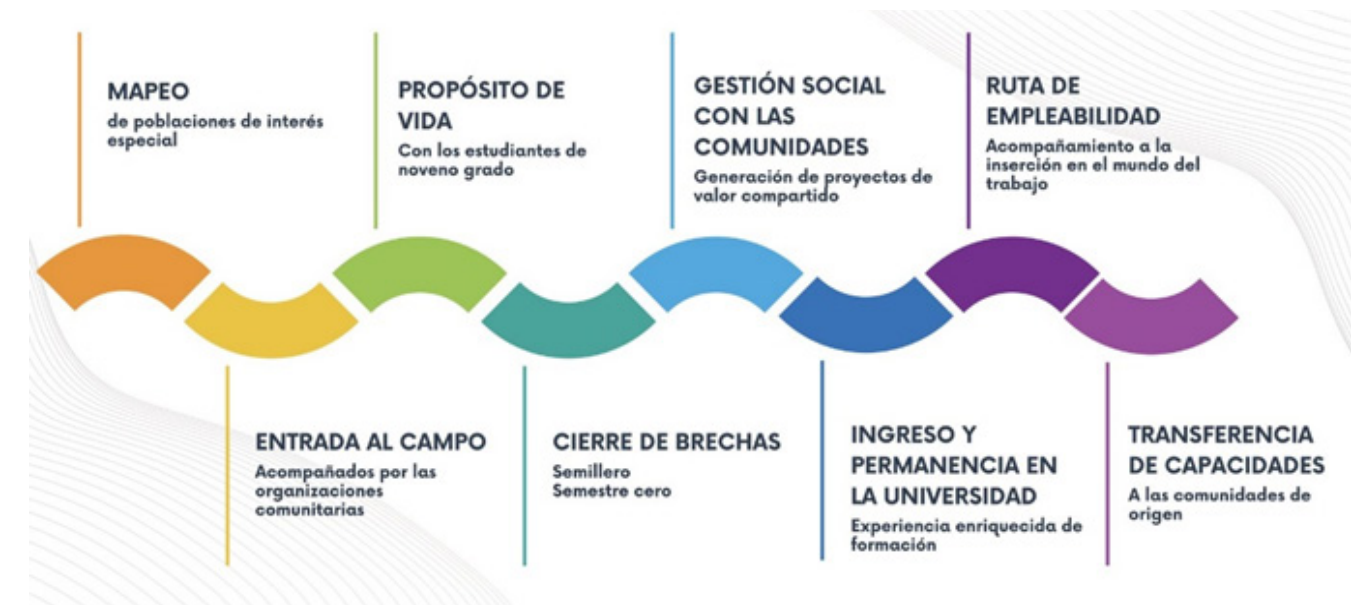 MAPEO
de poblaciones de interés
especial
ENTRADA AL CAMPO
Acompañados por las
organizaciones
comunitarias
PROPÓSITO DE
VIDA
Con los estudiantes de
noveno grado
CIERRE DE BRECHAS
Semillero
Semestre cero
GESTIÓN SOCIAL
CON LAS
COMUNIDADES
Generación de proyectos de
valor compartido
INGRESO Y
PERMANENCIA EN
LA UNIVERSIDAD
Experiencia enriquecida de
formación
RUTA DE
EMPLEABILIDAD
Acompañamiento a la
inserción en el mundo del
trabajo
TRANSFERENCIA
DE CAPACIDADES
A las comunidades de
origen